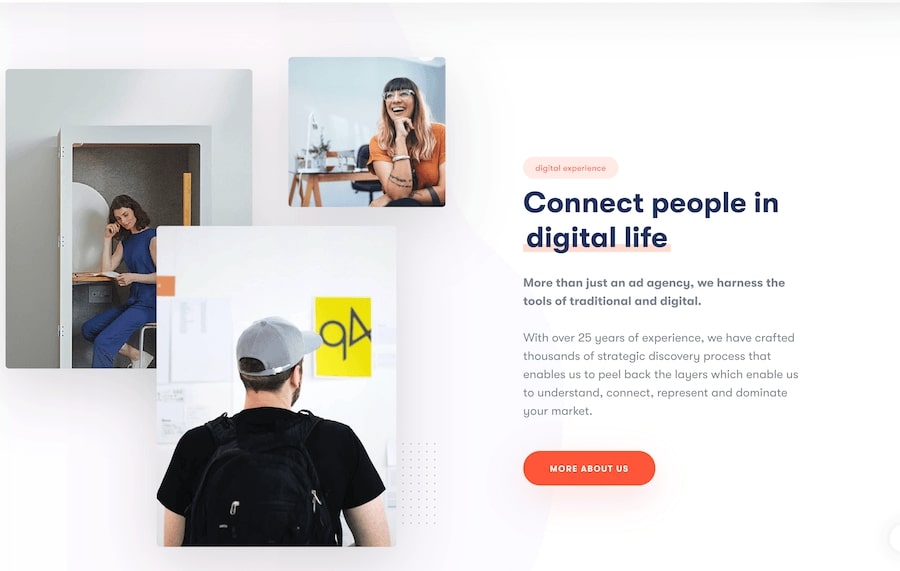 digital experience
Connect people in
digital life
More than just an ad agency, we harness the
tools of traditional and digital.
With over 25 years of experience, we have crafted
thousands of strategic discovery process that
enables us to peel back the layers which enable us
to understand, connect, represent and dominate
your market.
MORE ABOUT US
94